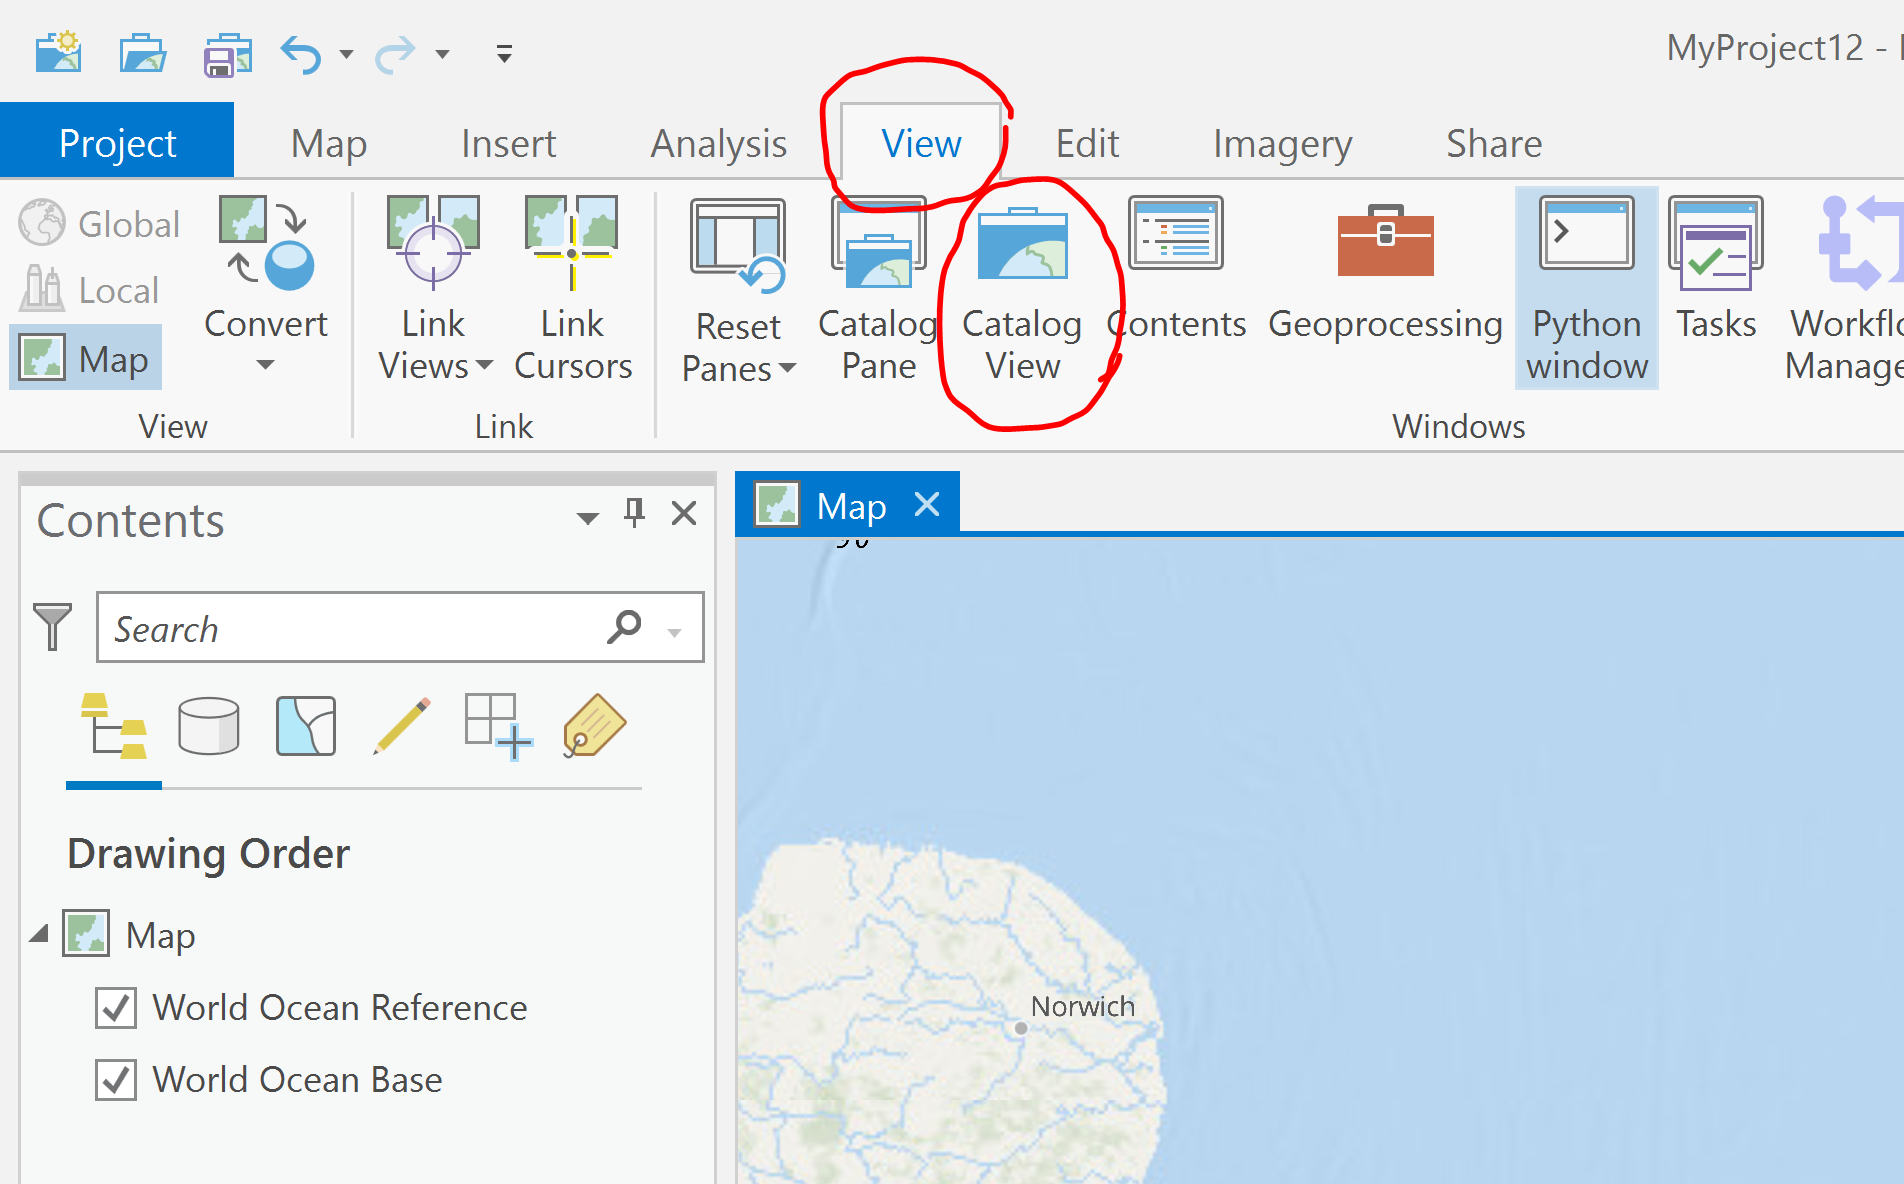 MyProject12 -
Project Map Insert Analysis View Edit Imagery Share
Global
Local
Map
Convert
View
Link
Views
Link
Cursors
Link
Reset
Panes
Catalog
Pane
Catalog
View
Contents
Geoprocessing
Python
window
Tasks
Workflo
Manage
Windows
Contents
Search
Drawing Order
Map
World Ocean Reference
World Ocean Base
Map
Norwich